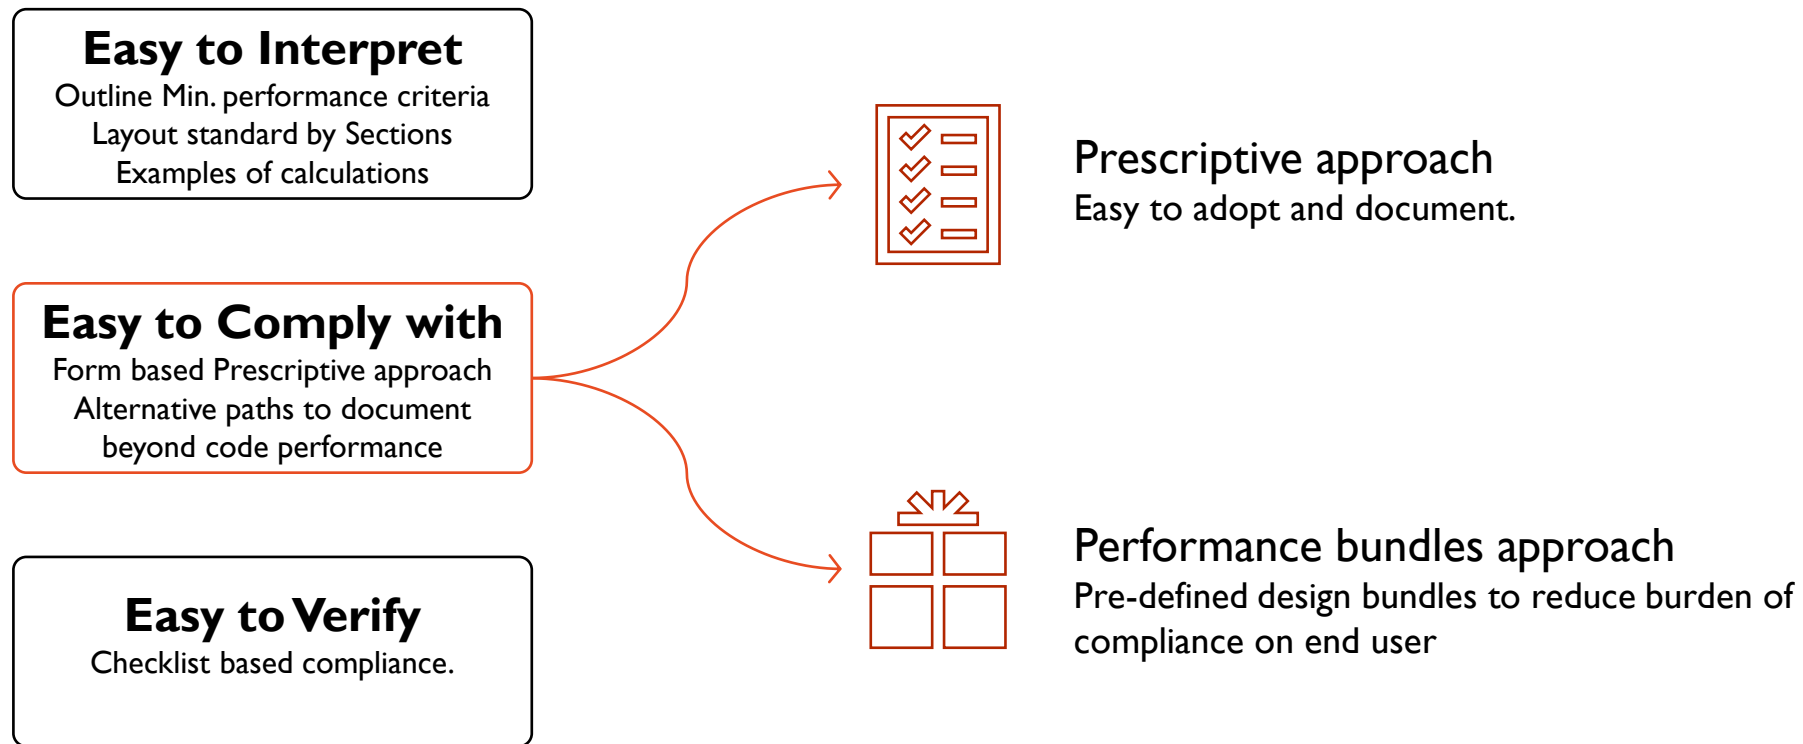 Easy to Interpret
Outline Min. performance criteria
Layout standard by Sections
Examples of calculations
Easy to Comply with
Form based Prescriptive approach
Alternative paths to document
beyond code performance
Easy to Verify
Checklist based compliance.
Prescriptive approach
Easy to adopt and document.
Performance bundles approach
Pre-defined design bundles to reduce burden of
compliance on end user